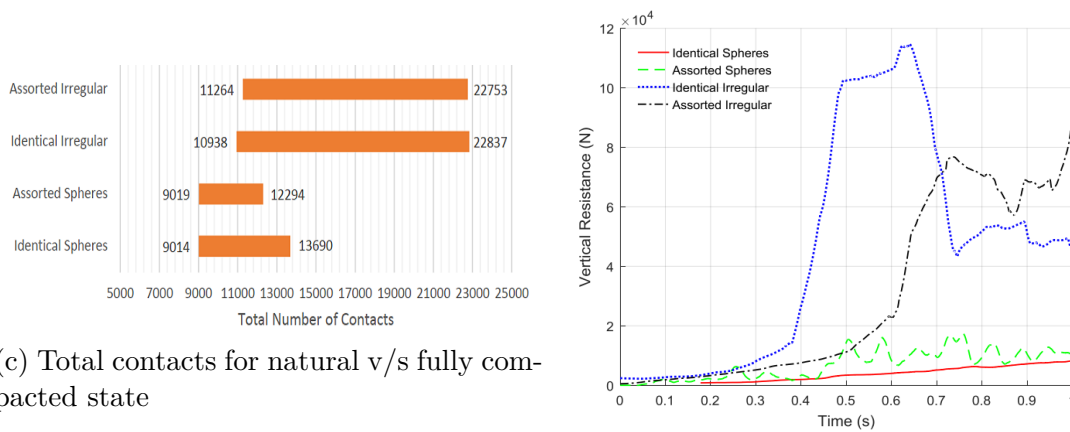 Assorted Irregular
11264
22753
Identical Irregular
10938
22837
Assorted Spheres
9019
12294
Identical Spheres
9014
13690
5000 7000 9000 11000 13000 15000 17000 19000 21000 23000 25000
Total Number of Contacts
(c) Total contacts for natural v/s fully com-
pacted state
×10⁴
12
10
8
6
4
2
0
Vertical Resistance (N)
Identical Spheres
Assorted Spheres
Identical Irregular
Assorted Irregular
0 0.1 0.2 0.3 0.4 0.5 0.6 0.7 0.8 0.9
Time (s)